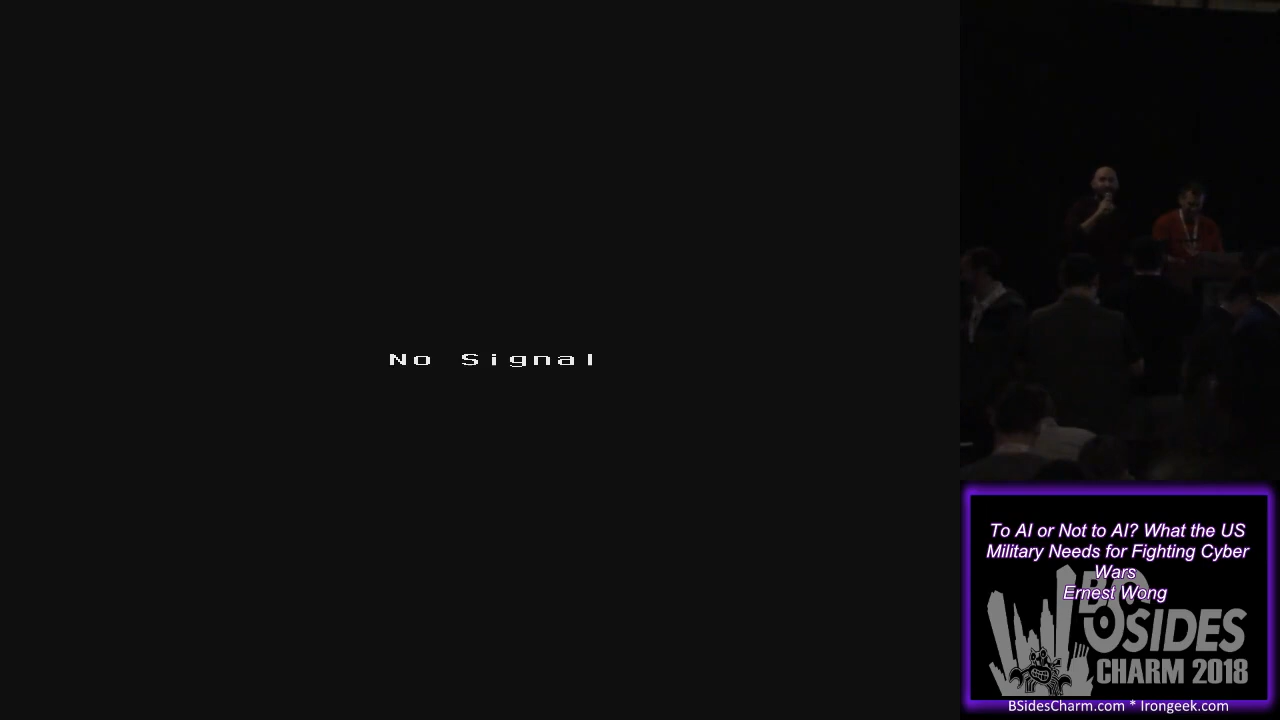 No Signal
To AI or Not to AI? What the US
Military Needs for Fighting Cyber
Wars
Ernest Wong
BSIDES
CHARM 2018
BSidesCharm.com * Irongeek.com